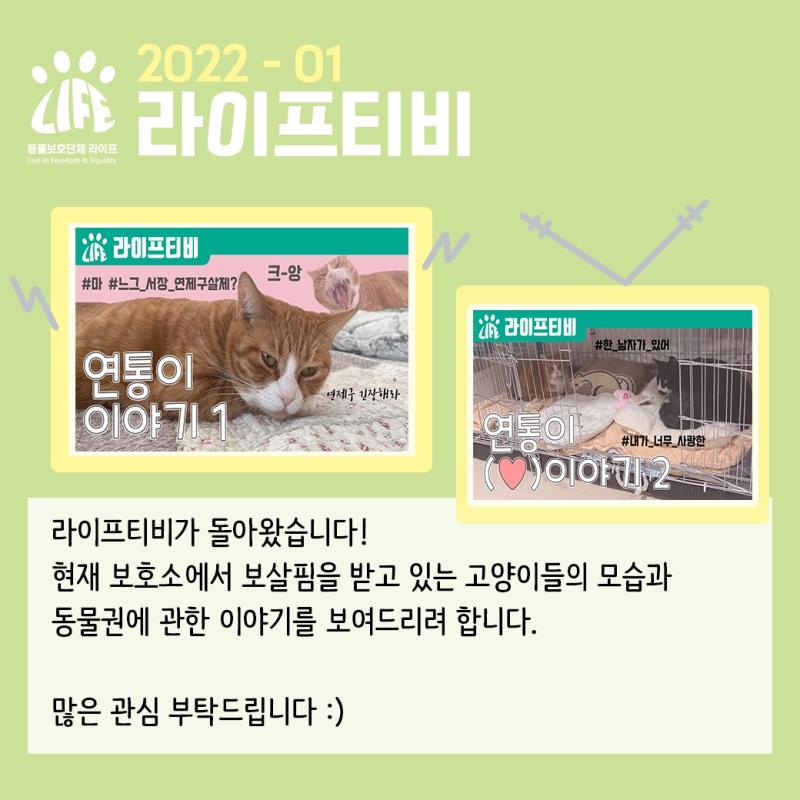 2022 - 01
LIFE
동물보호단체 라이프
Live In Freedom & Equality
라이프티비
LIFE 라이프티비
#마 #느그_서장_연제구살제?
크-앙
연통이
이야기 1
연제구 긴장해라
LIFE 라이프티비
#한_남자가_있어
연통이
#내가_너무_사랑한
(♥)이야기 2
라이프티비가 돌아왔습니다!
현재 보호소에서 보살핌을 받고 있는 고양이들의 모습과
동물권에 관한 이야기를 보여드리려 합니다.
많은 관심 부탁드립니다 :)